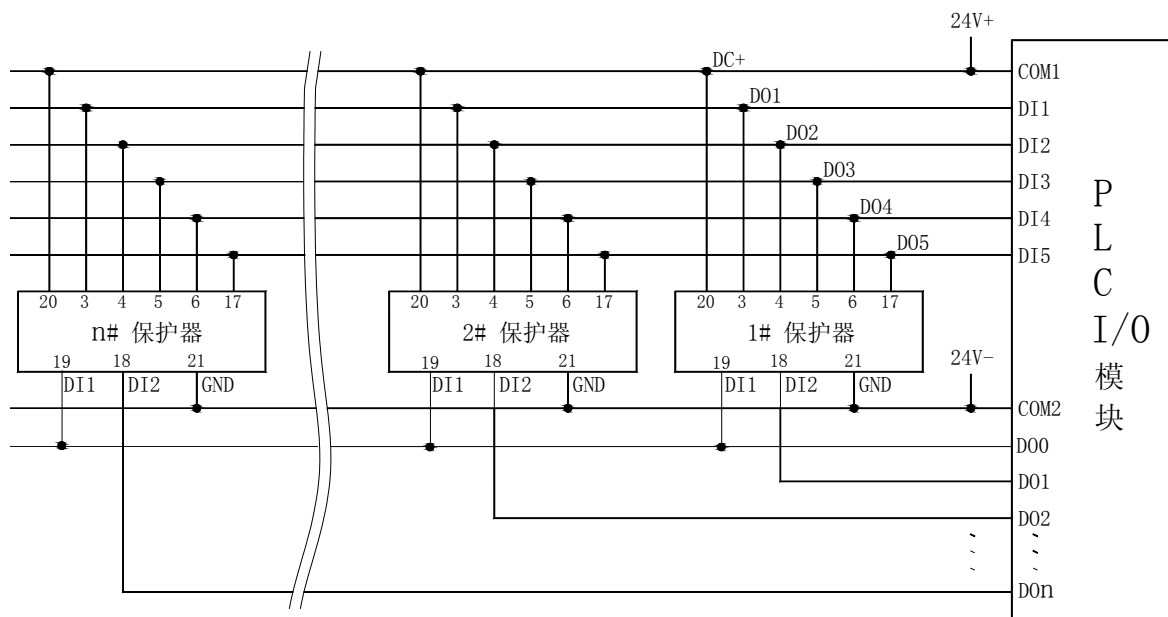 24V+
DC+
COM1
DO1
DI1
DO2
DI2
DO3
DI3
DO4
DI4
DO5
DI5
20 3 4 5 6 17
n# 保护器
19 18 21
DI1 DI2 GND
20 3 4 5 6 17
2# 保护器
19 18 21
DI1 DI2 GND
20 3 4 5 6 17
1# 保护器
19 18 21
DI1 DI2 GND
24V-
COM2
DO0
DO1
DO2
DOn
P
L
C
I/O
模
块